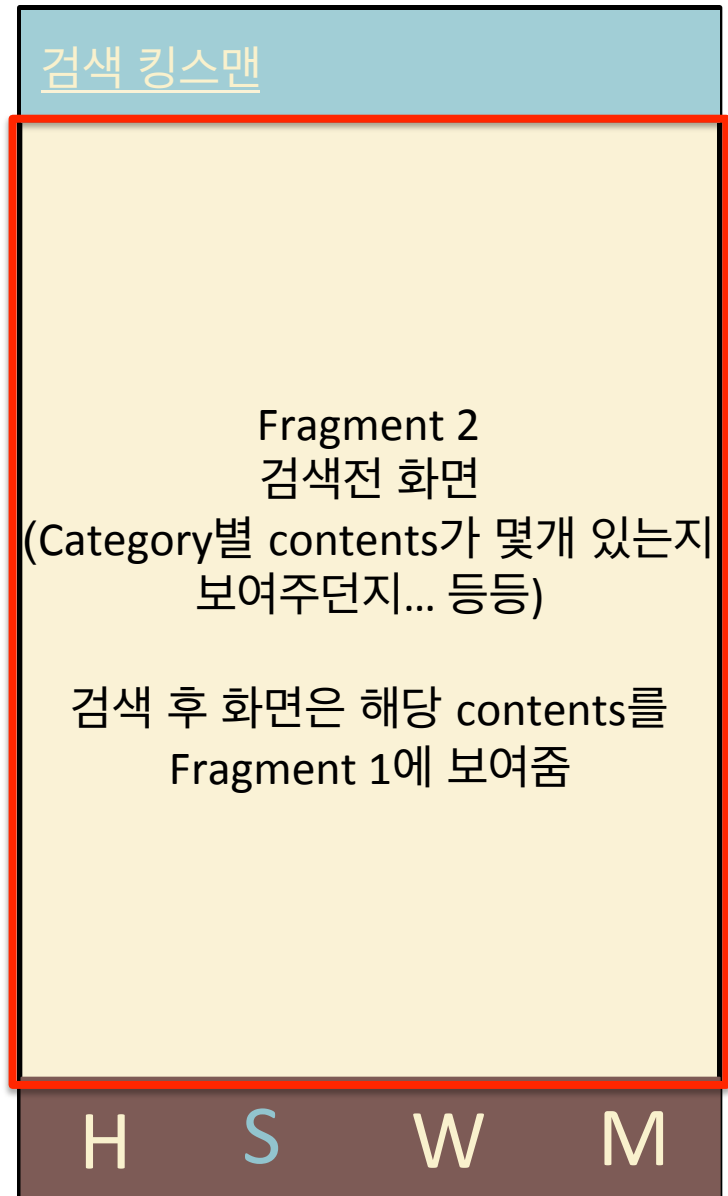 검색 킹스맨
Fragment 2
검색전 화면
(Category별 contents가 몇개 있는지
보여주던지... 등등)
검색 후 화면은 해당 contents를
Fragment 1에 보여줌
H S W M